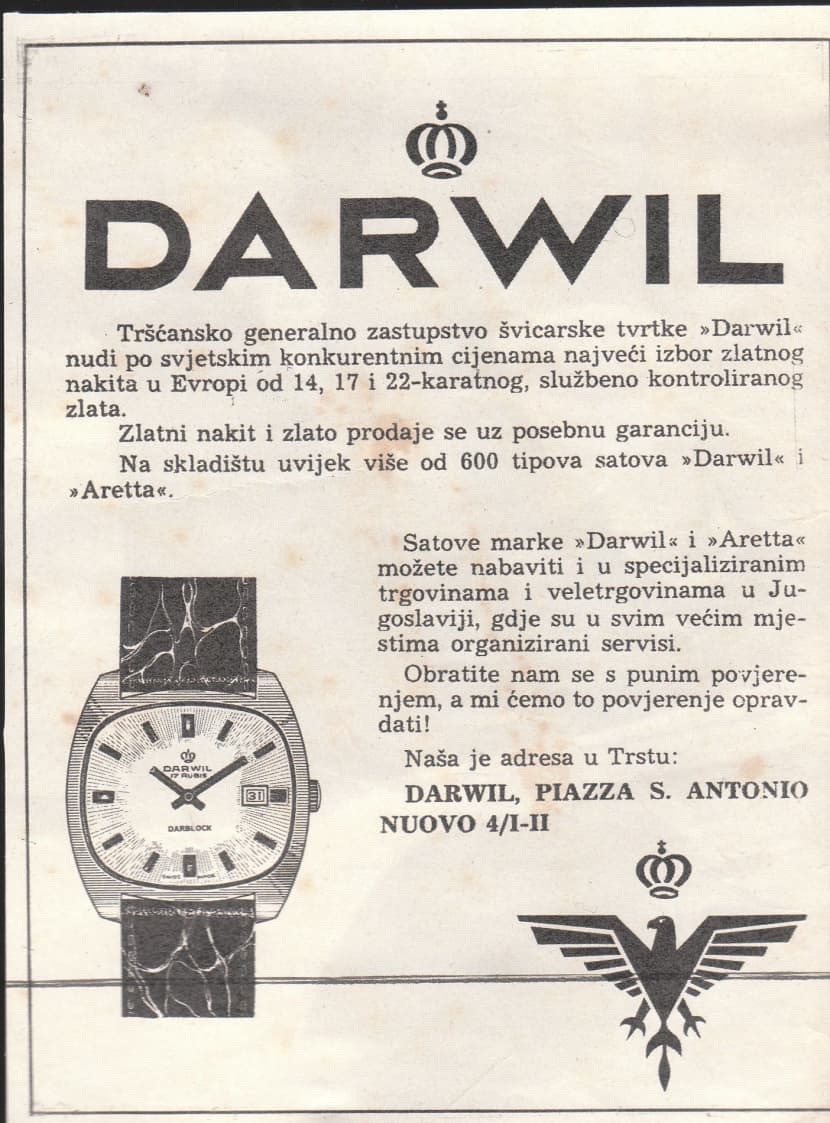 DARWIL
Tršćansko generalno zastupstvo švicarske tvrtke »Darwil«
nudi po svjetskim konkurentnim cijenama najveći izbor zlatnog
nakita u Evropi od 14, 17 i 22-karatnog, službeno kontroliranog
zlata.
Zlatni nakit i zlato prodaje se uz posebnu garanciju.
Na skladištu uvijek više od 600 tipova satova »Darwil« i
»Aretta«.
Satove marke »Darwil« i »Aretta«
možete nabaviti i u specijaliziranim
trgovinama i veletrgovinama u Ju-
goslaviji, gdje su u svim većim mje-
stima organizirani servisi.
Obratite nam se s punim povjere-
njem, a mi ćemo to povjerenje oprav-
dati!
Naša je adresa u Trstu:
DARWIL, PIAZZA S. ANTONIO
NUOVO 4/I-II
DARWIL
17 RUBIS
31
DARBLOCK
SWISS MADE